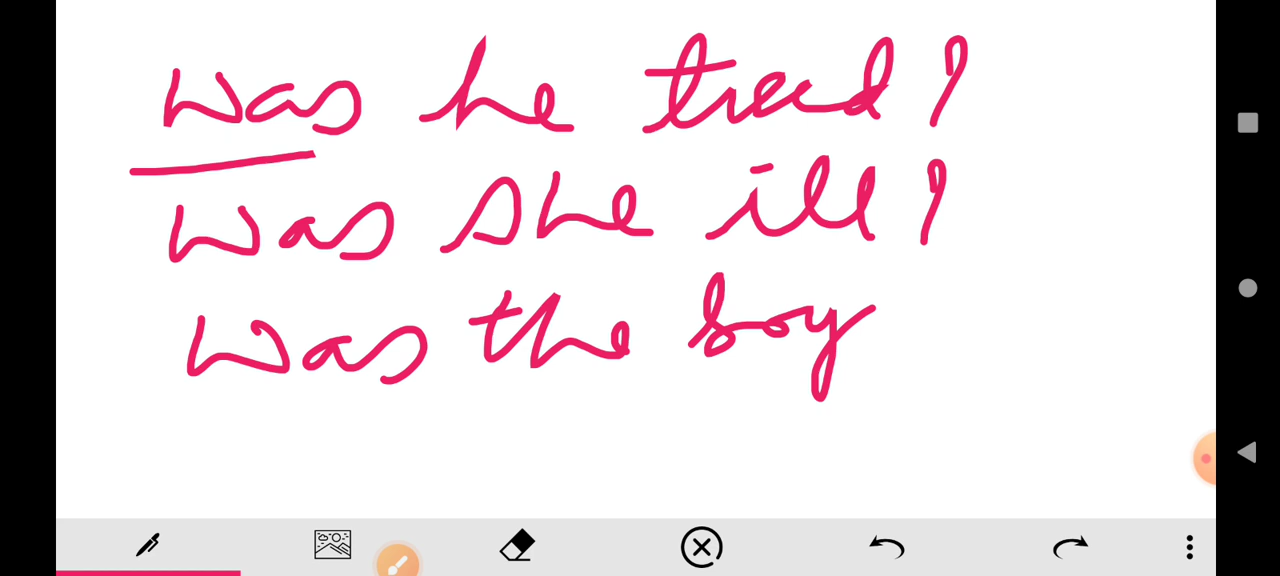 was he tired?
was she ill?
was the boy